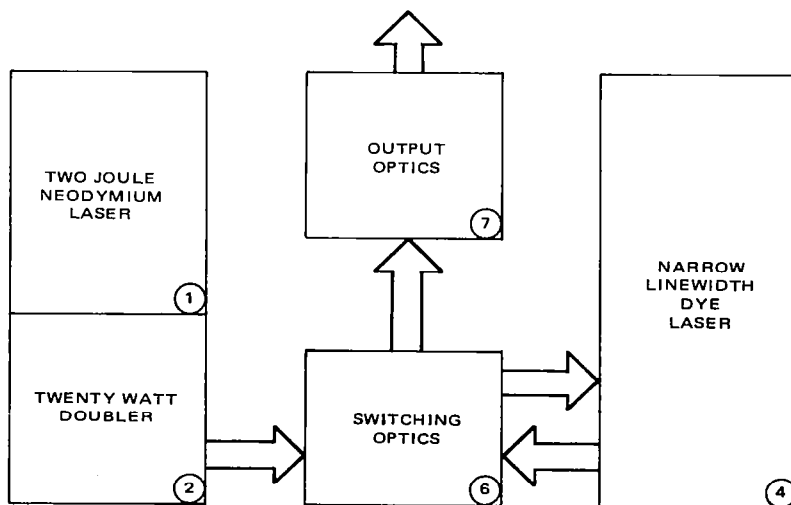 TWO JOULE
NEODYMIUM
LASER
1
TWENTY WATT
DOUBLER
2
OUTPUT
OPTICS
7
SWITCHING
OPTICS
6
NARROW
LINEWIDTH
DYE
LASER
4